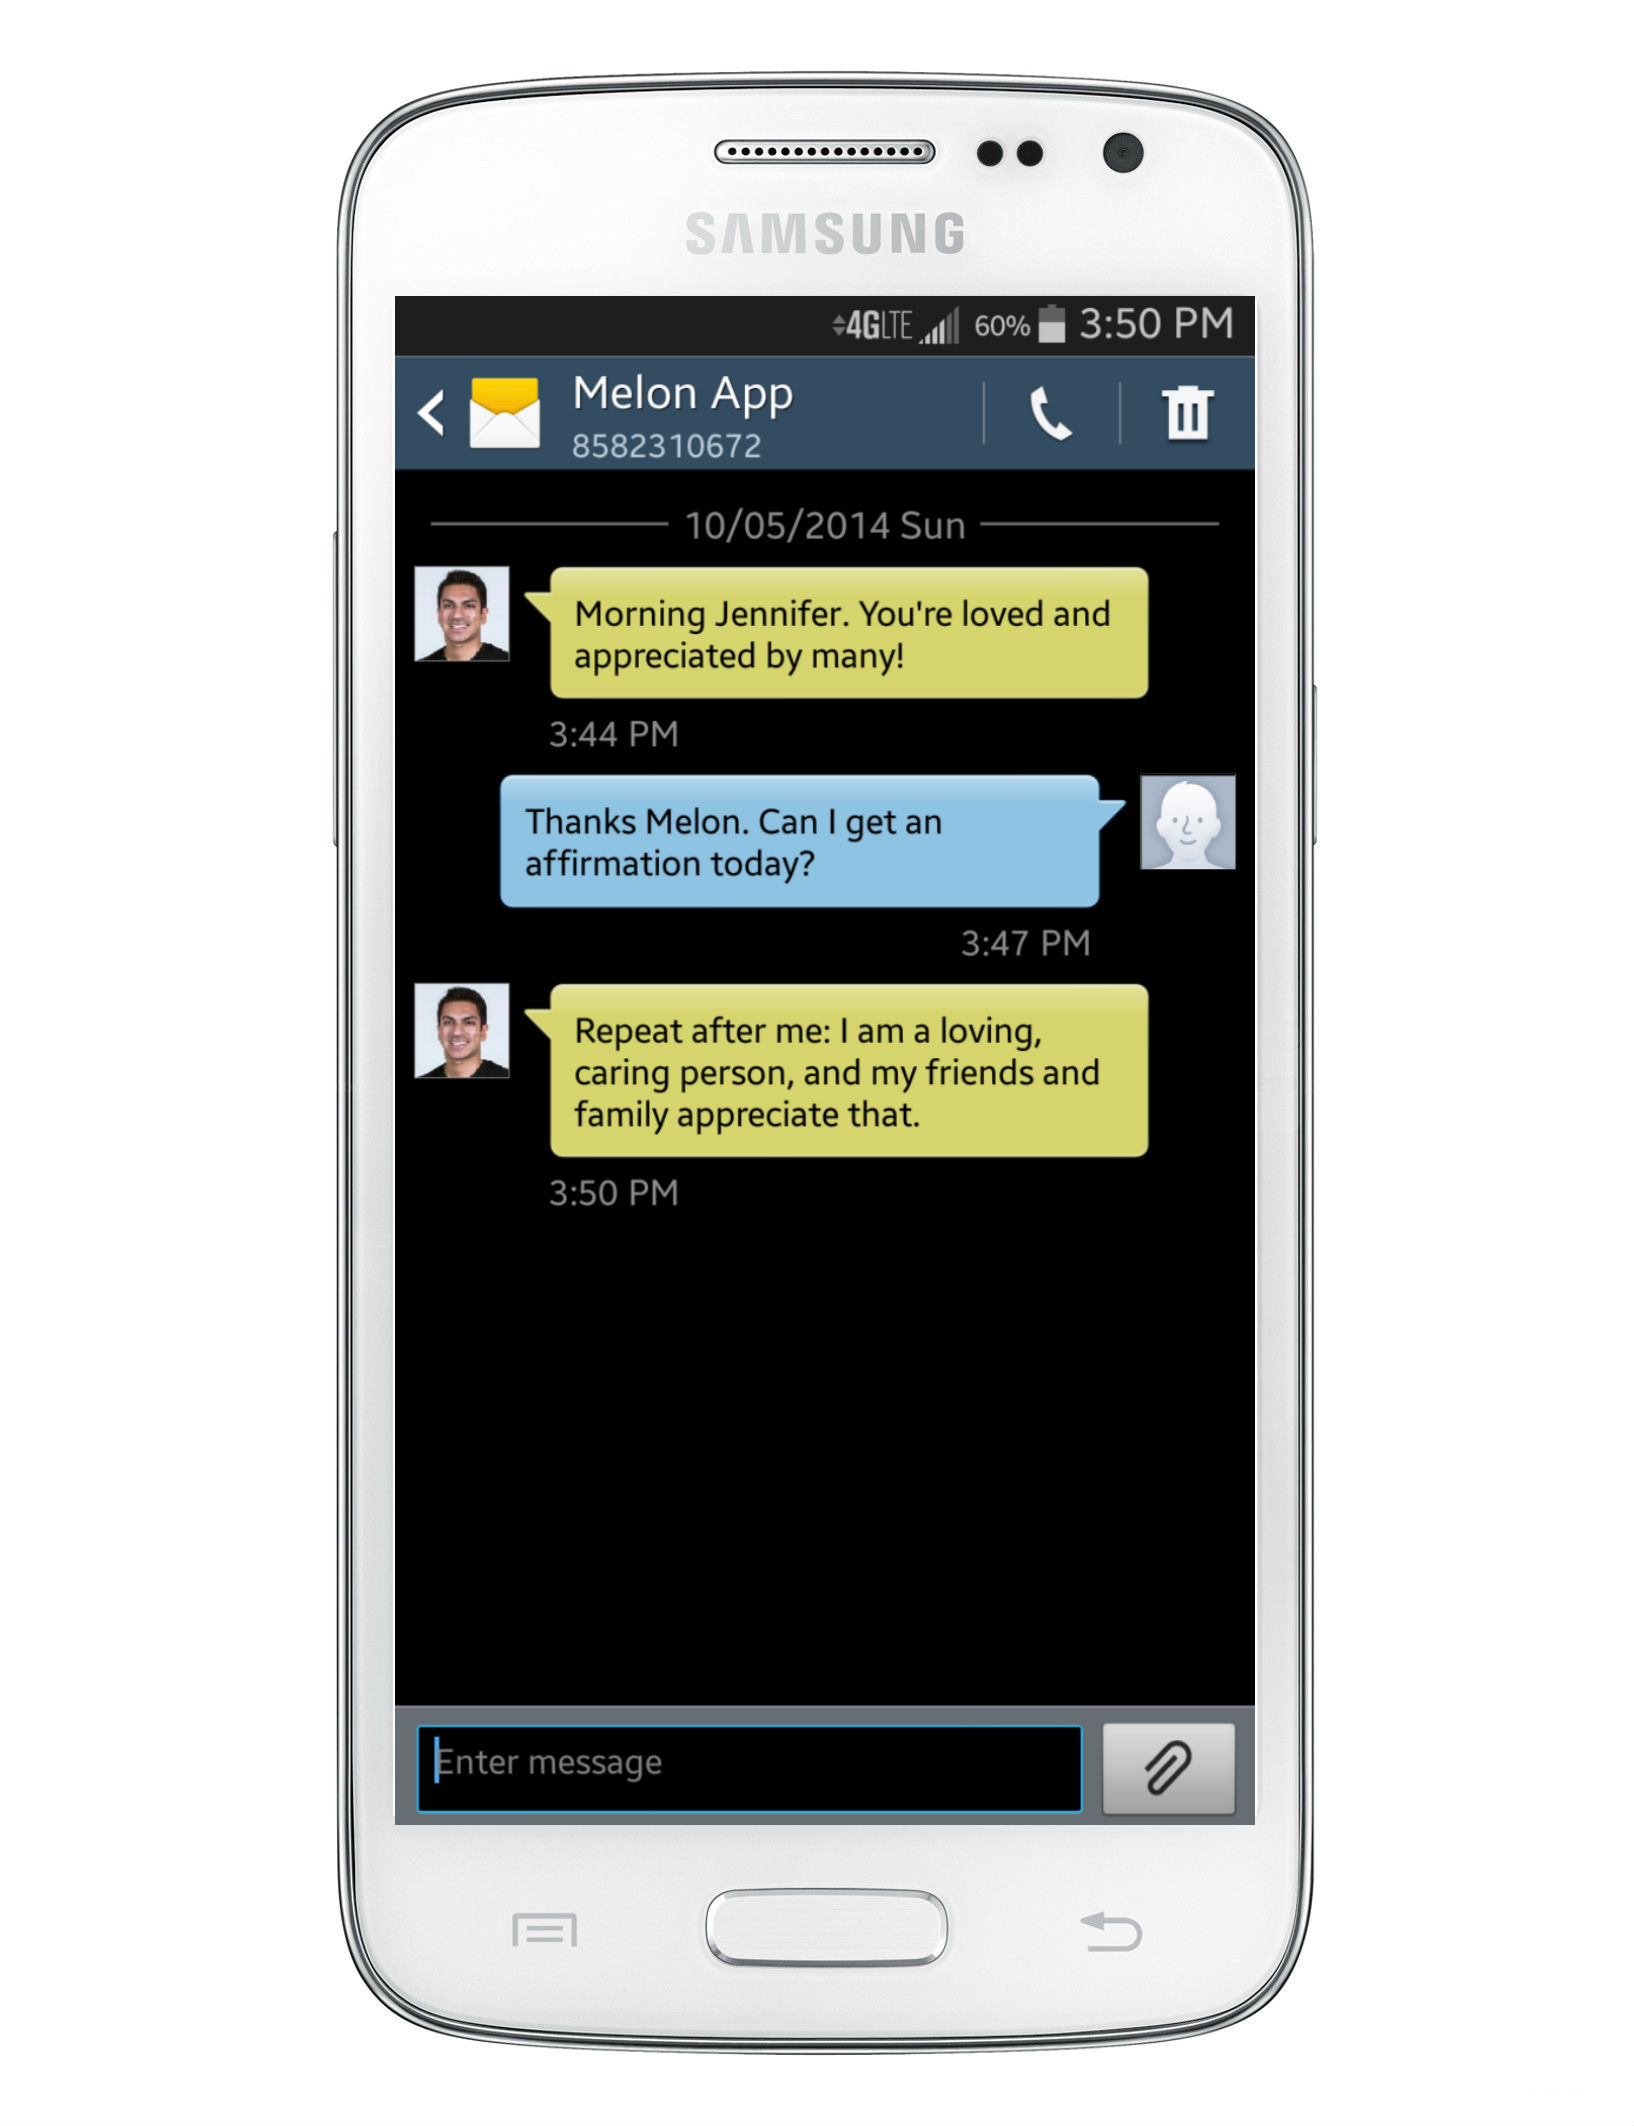 SAMSUNG
4GLTE 60% 3:50 PM
Melon App
8582310672
10/05/2014 Sun
Morning Jennifer. You're loved and
appreciated by many!
3:44 PM
Thanks Melon. Can I get an
affirmation today?
3:47 PM
Repeat after me: I am a loving,
caring person, and my friends and
family appreciate that.
3:50 PM
Enter message